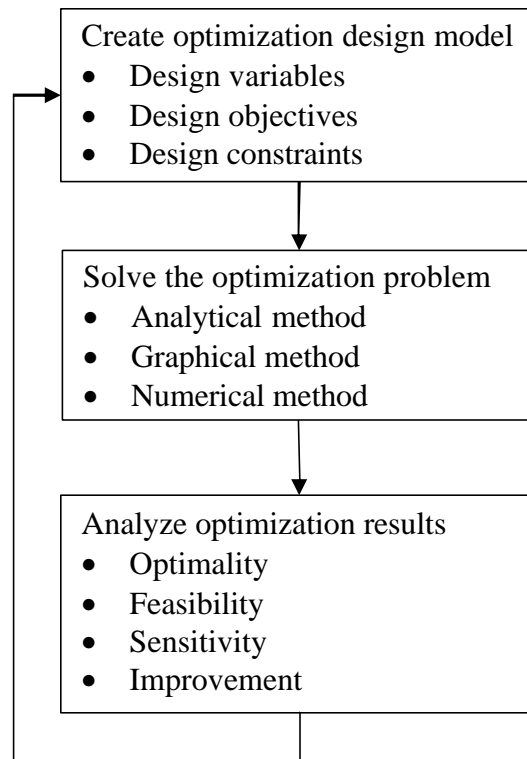 Create optimization design model
• Design variables
• Design objectives
• Design constraints
Solve the optimization problem
• Analytical method
• Graphical method
• Numerical method
Analyze optimization results
• Optimality
• Feasibility
• Sensitivity
• Improvement